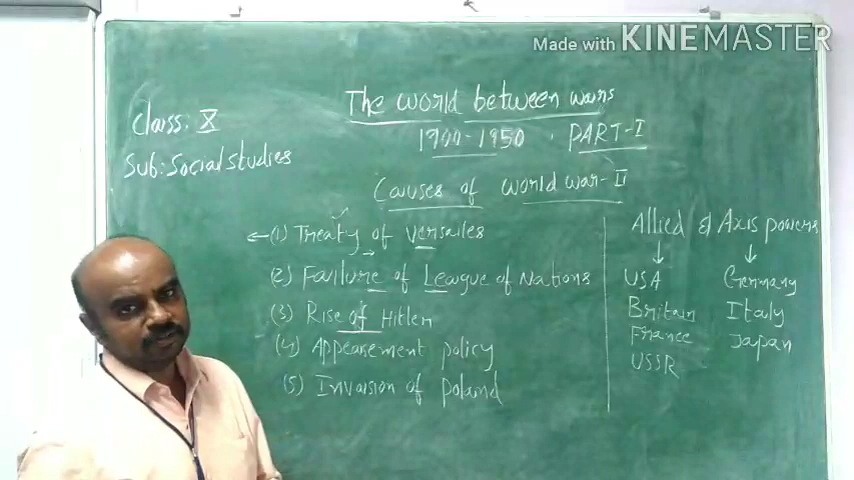 Made with KINEMASTER
The world between wars
1900-1950 . PART-I
Class: X
Sub: Social studies
Causes of world war-II
← (1) Treaty of Versailes
(2) Failure of League of Nations
(3) Rise of Hitler
(4) Appeasement policy
(5) Invasion of poland
Allied & Axis powers
↓ ↓
USA Germany
Britain Italy
France Japan
USSR